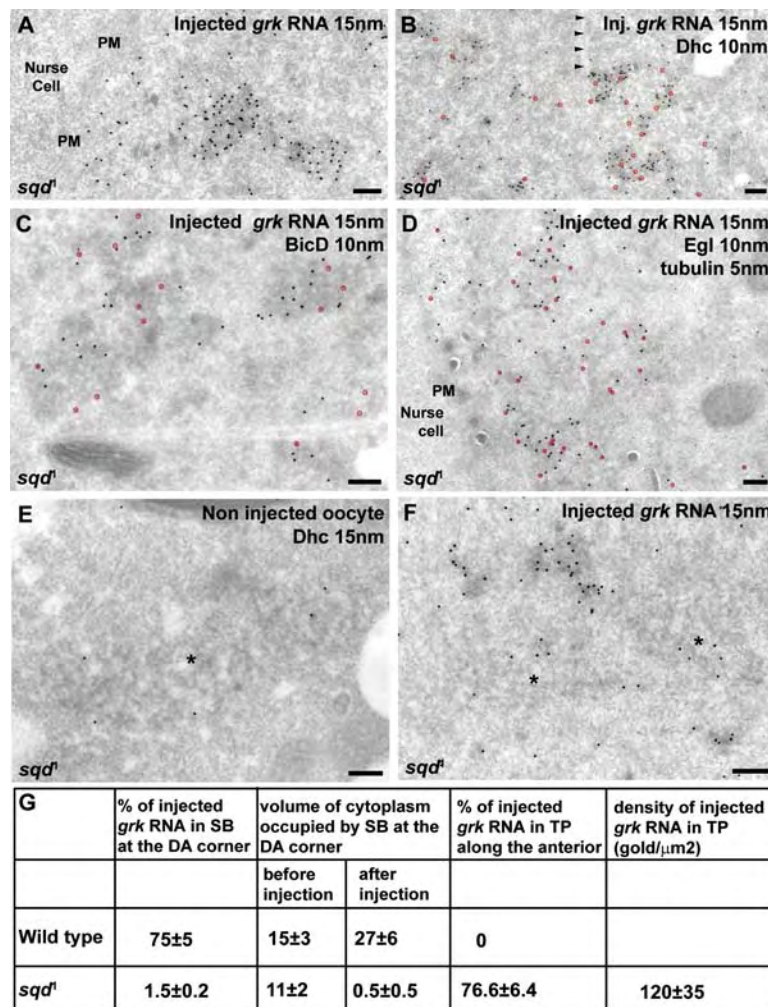 A
Injected grk RNA 15nm
PM
Nurse
Cell
PM
sqd¹
B
Inj. grk RNA 15nm
Dhc 10nm
sqd¹
C
Injected grk RNA 15nm
BicD 10nm
sqd¹
D
Injected grk RNA 15nm
Egl 10nm
tubulin 5nm
PM
Nurse
cell
sqd¹
E
Non injected oocyte
Dhc 15nm
*
sqd¹
F
Injected grk RNA 15nm
*
*
sqd¹
G
% of injected grk RNA in SB at the DA corner
volume of cytoplasm occupied by SB at the DA corner
% of injected grk RNA in TP along the anterior
density of injected grk RNA in TP (gold/µm2)
before injection
after injection
Wild type 75±5 15±3 27±6 0
sqd¹ 1.5±0.2 11±2 0.5±0.5 76.6±6.4 120±35